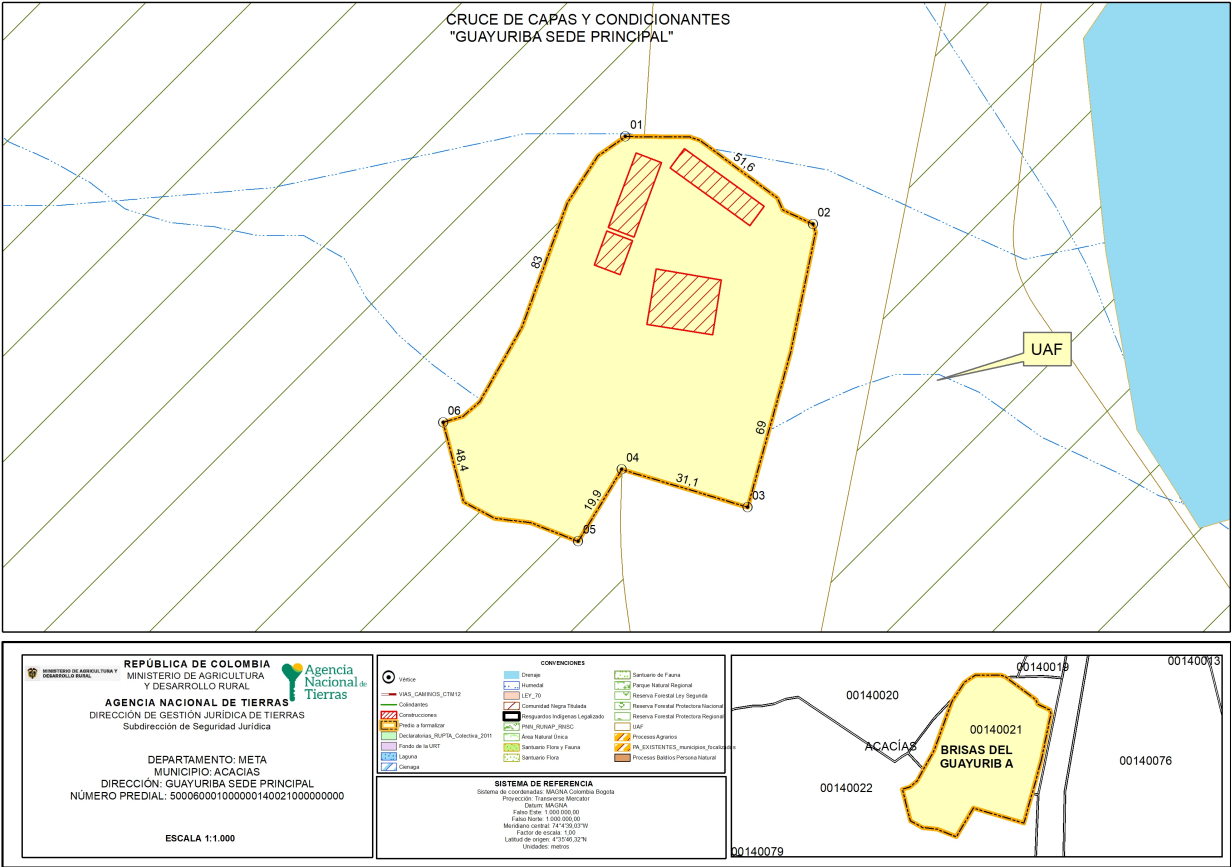 CRUCE DE CAPAS Y CONDICIONANTES
"GUAYURIBA SEDE PRINCIPAL"
01
51,6
02
83
UAF
06
69
48,4
04
31,1
03
19,9
05
MINISTERIO DE AGRICULTURA Y
DESARROLLO RURAL
REPÚBLICA DE COLOMBIA
MINISTERIO DE AGRICULTURA
Y DESARROLLO RURAL
Agencia
Nacional de
Tierras
AGENCIA NACIONAL DE TIERRAS
DIRECCIÓN DE GESTIÓN JURÍDICA DE TIERRAS
Subdirección de Seguridad Jurídica
DEPARTAMENTO: META
MUNICIPIO: ACACIAS
DIRECCIÓN: GUAYURIBA SEDE PRINCIPAL
NÚMERO PREDIAL: 500060001000000140021000000000
ESCALA 1:1.000
CONVENCIONES
Vértice
VIAS_CAMINOS_CTM12
Colindantes
Construcciones
Predio a formalizar
Declaratorias_RUPTA_Colectiva_2011
Fondo de la URT
Laguna
Cienaga
Drenaje
Humedal
LEY_70
Comunidad Negra Titulada
Resguardos Indigenas Legalizado
PNN_RUNAP_RNSC
Area Natural Unica
Santuario Flora y Fauna
Santuario Flora
Santuario de Fauna
Parque Natural Regional
Reserva Forestal Ley Segunda
Reserva Forestal Protectora Nacional
Reserva Forestal Protectora Regional
UAF
Procesos Agrarios
PA_EXISTENTES_municipios_focalizados
Procesos Baldios Persona Natural
SISTEMA DE REFERENCIA
Sistema de coordenadas: MAGNA Colombia Bogota
Proyección: Transverse Mercator
Datum: MAGNA
Falso Este: 1.000.000,00
Falso Norte: 1.000.000,00
Meridiano central: 74°4'39,03"W
Factor de escala: 1,00
Latitud de origen: 4°35'46,32"N
Unidades: metros
00140019
00140013
00140020
00140021
ACACÍAS
BRISAS DEL
GUAYURIB A
00140076
00140022
00140079